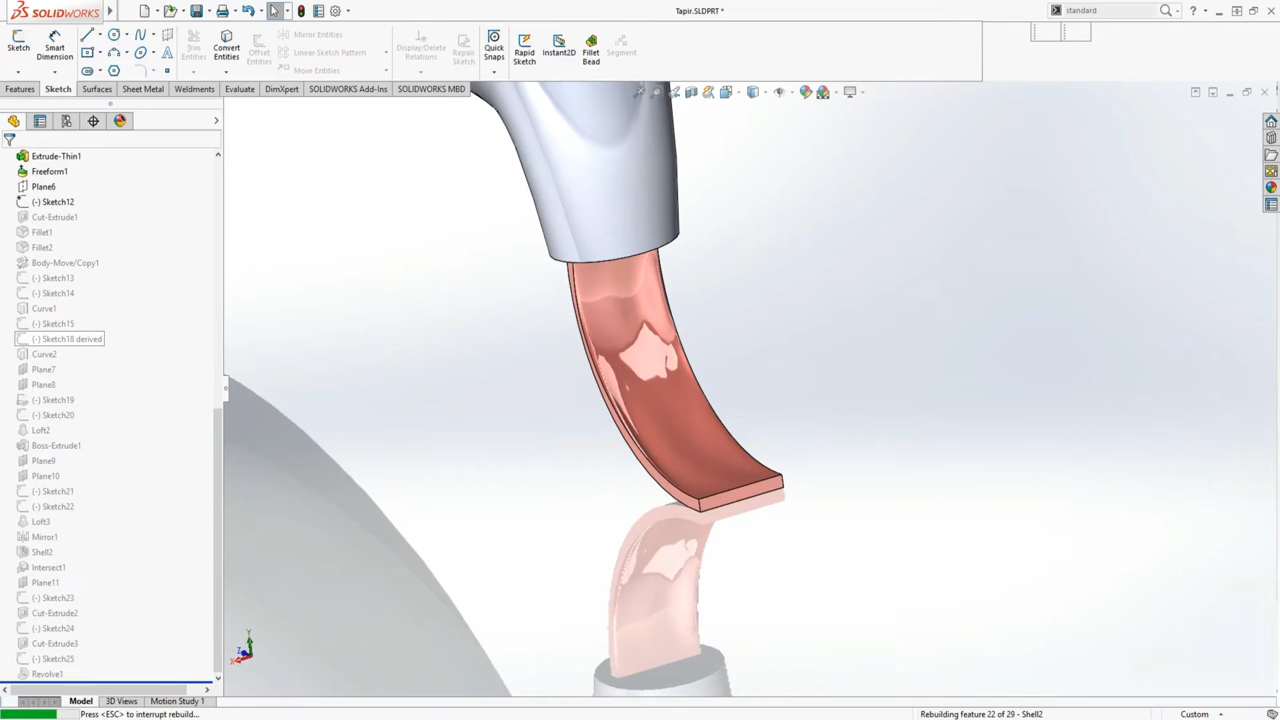 SOLIDWORKS
Tapir.SLDPRT *
standard
Sketch
Smart Dimension
Trim Entities
Convert Entities
Offset Entities
Mirror Entities
Linear Sketch Pattern
Move Entities
Display/Delete Relations
Repair Sketch
Quick Snaps
Rapid Sketch
Instant2D
Fillet Bead
Segment
Features
Sketch
Surfaces
Sheet Metal
Weldments
Evaluate
DimXpert
SOLIDWORKS Add-Ins
SOLIDWORKS MBD
Extrude-Thin1
Freeform1
Plane6
(-) Sketch12
Cut-Extrude1
Fillet1
Fillet2
Body-Move/Copy1
(-) Sketch13
(-) Sketch14
Curve1
(-) Sketch15
(-) Sketch18 derived
Curve2
Plane7
Plane8
(-) Sketch19
(-) Sketch20
Loft2
Boss-Extrude1
Plane9
Plane10
(-) Sketch21
(-) Sketch22
Loft3
Mirror1
Shell2
Intersect1
Plane11
(-) Sketch23
Cut-Extrude2
(-) Sketch24
Cut-Extrude3
(-) Sketch25
Revolve1
Y
X
Z
Model
3D Views
Motion Study 1
Press <ESC> to interrupt rebuild...
Rebuilding feature 22 of 29 - Shell2
Custom